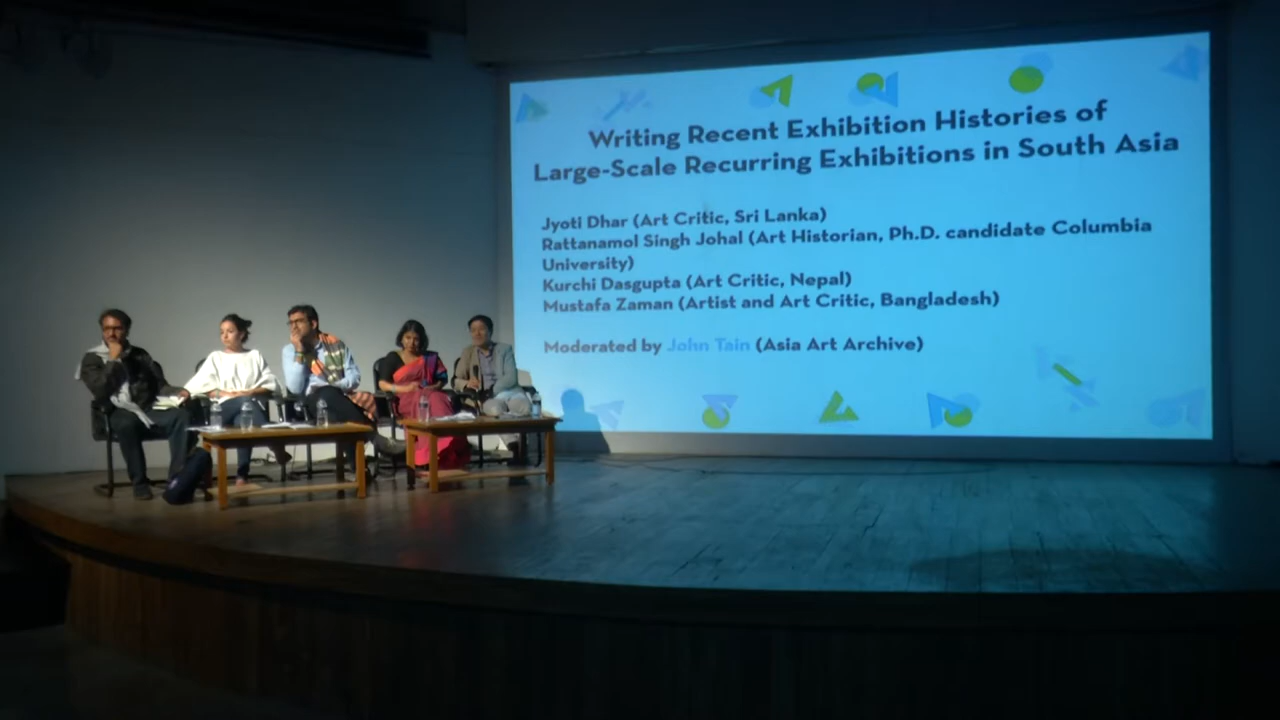 Writing Recent Exhibition Histories of
Large-Scale Recurring Exhibitions in South Asia
Jyoti Dhar (Art Critic, Sri Lanka)
Rattanamol Singh Johal (Art Historian, Ph.D. candidate Columbia
University)
Kurchi Dasgupta (Art Critic, Nepal)
Mustafa Zaman (Artist and Art Critic, Bangladesh)
Moderated by John Tain (Asia Art Archive)